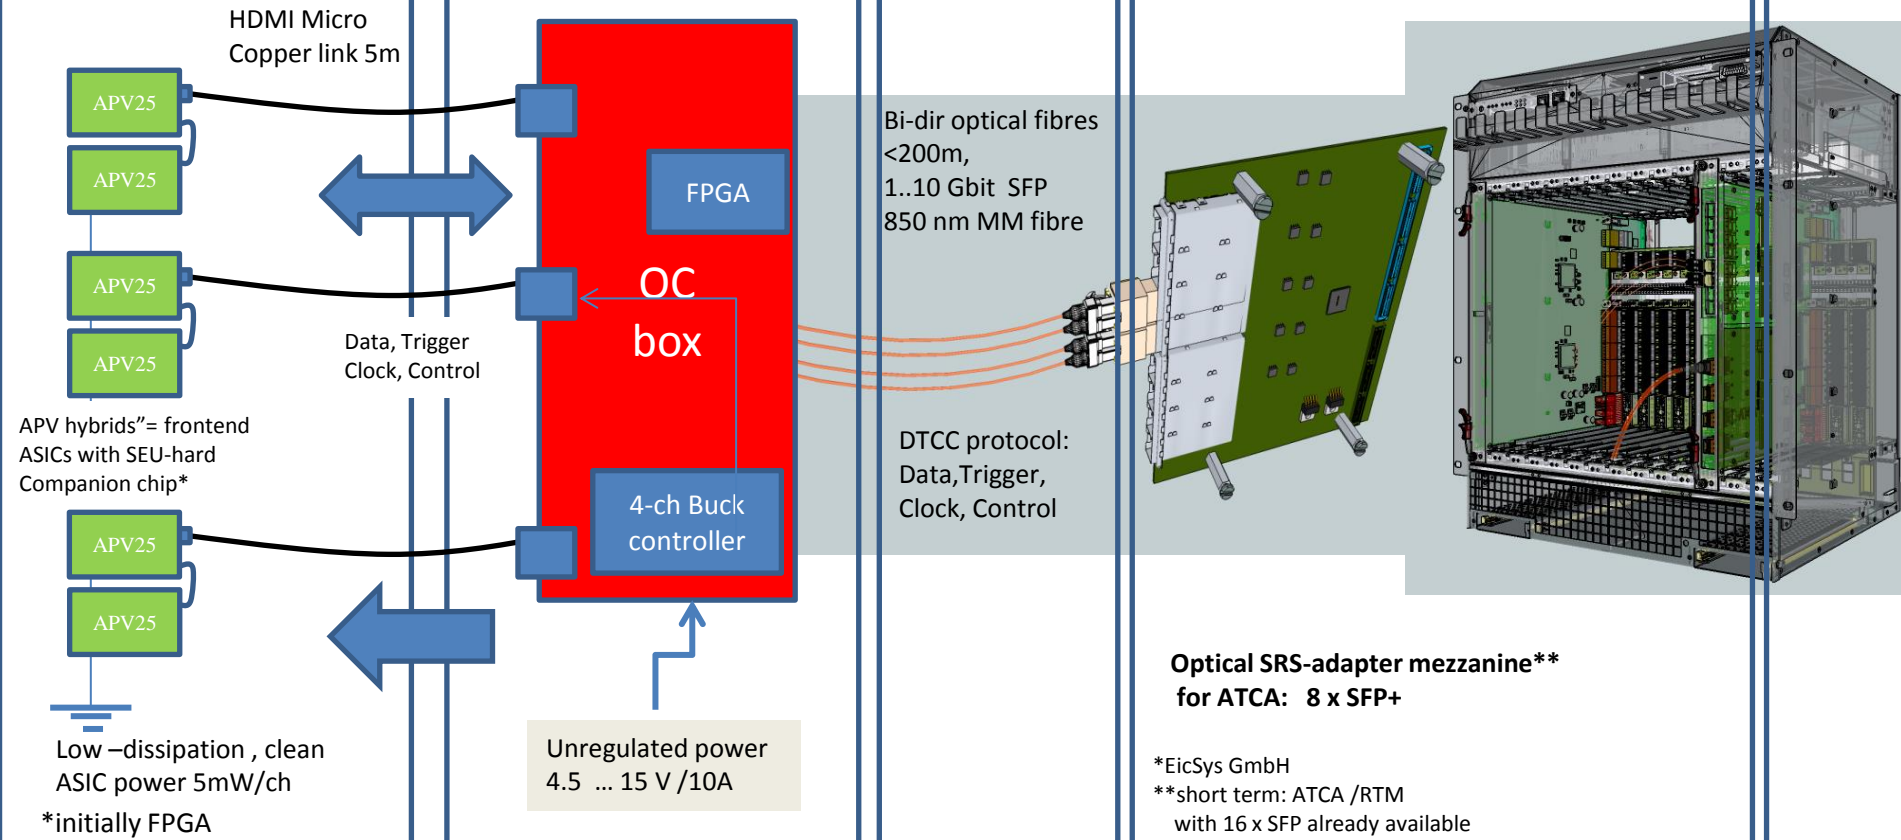 HDMI Micro
Copper link 5m
APV25
APV25
APV25
APV25
APV hybrids”= frontend
ASICs with SEU-hard
Companion chip*
APV25
APV25
Low –dissipation , clean
ASIC power 5mW/ch
*initially FPGA
Data, Trigger
Clock, Control
FPGA
OC
box
4-ch Buck
controller
Unregulated power
4.5 ... 15 V /10A
Bi-dir optical fibres
<200m,
1..10 Gbit SFP
850 nm MM fibre
DTCC protocol:
Data,Trigger,
Clock, Control
Optical SRS-adapter mezzanine**
for ATCA: 8 x SFP+
*EicSys GmbH
**short term: ATCA /RTM
with 16 x SFP already available